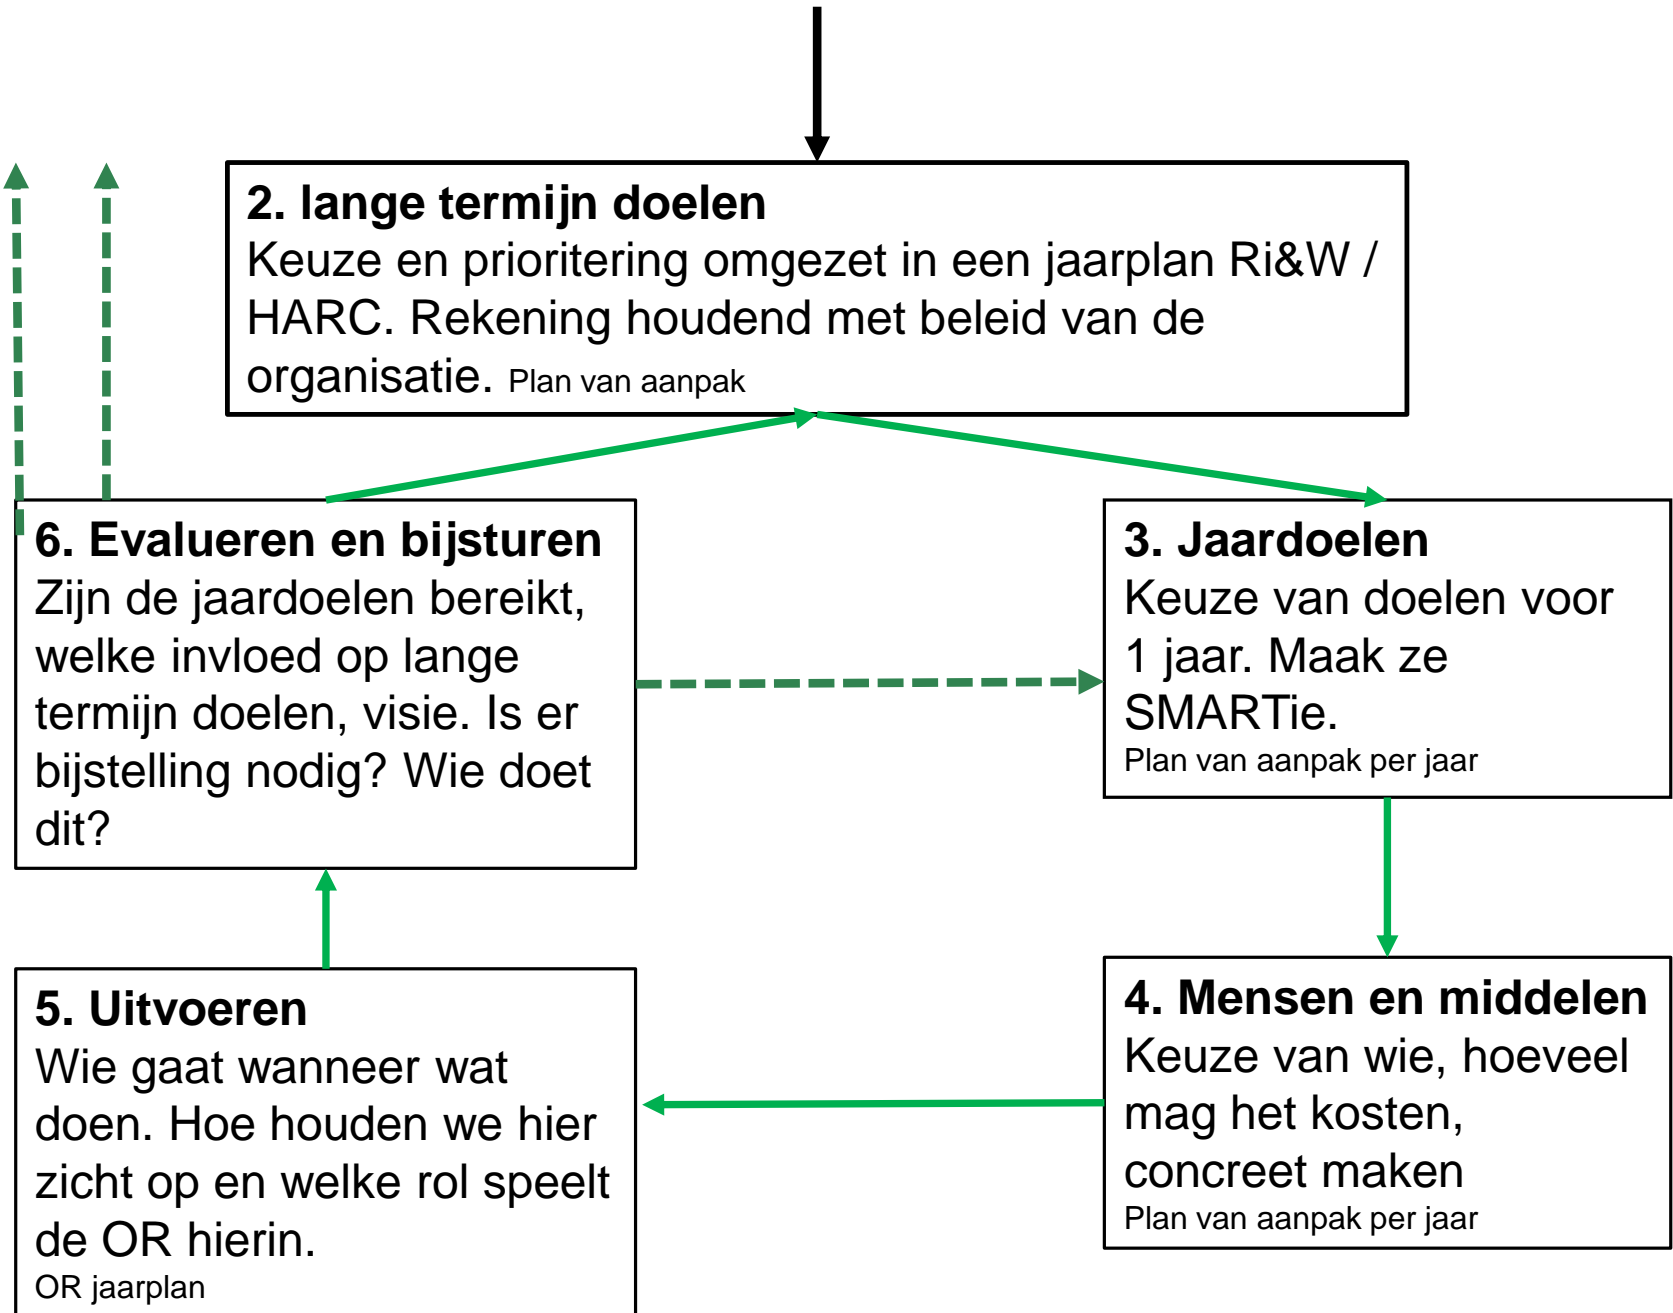 2. lange termijn doelen
Keuze en prioritering omgezet in een jaarplan Ri&W /
HARC. Rekening houdend met beleid van de
organisatie. Plan van aanpak
6. Evalueren en bijsturen
Zijn de jaardoelen bereikt,
welke invloed op lange
termijn doelen, visie. Is er
bijstelling nodig? Wie doet
dit?
3. Jaardoelen
Keuze van doelen voor
1 jaar. Maak ze
SMARTie.
Plan van aanpak per jaar
5. Uitvoeren
Wie gaat wanneer wat
doen. Hoe houden we hier
zicht op en welke rol speelt
de OR hierin.
OR jaarplan
4. Mensen en middelen
Keuze van wie, hoeveel
mag het kosten,
concreet maken
Plan van aanpak per jaar